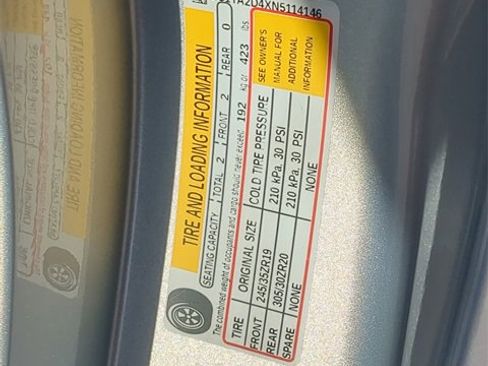 YA2D4XN5114146
TIRE AND LOADING INFORMATION
SEATING CAPACITY TOTAL 2 FRONT 2 REAR 0
The combined weight of occupants and cargo should never exceed 192 kg or 423 lbs
TIRE ORIGINAL SIZE COLD TIRE PRESSURE SEE OWNER'S MANUAL FOR ADDITIONAL INFORMATION
FRONT 245/35ZR19 210 kPa, 30 PSI
REAR 305/30ZR20 210 kPa, 30 PSI
SPARE NONE NONE